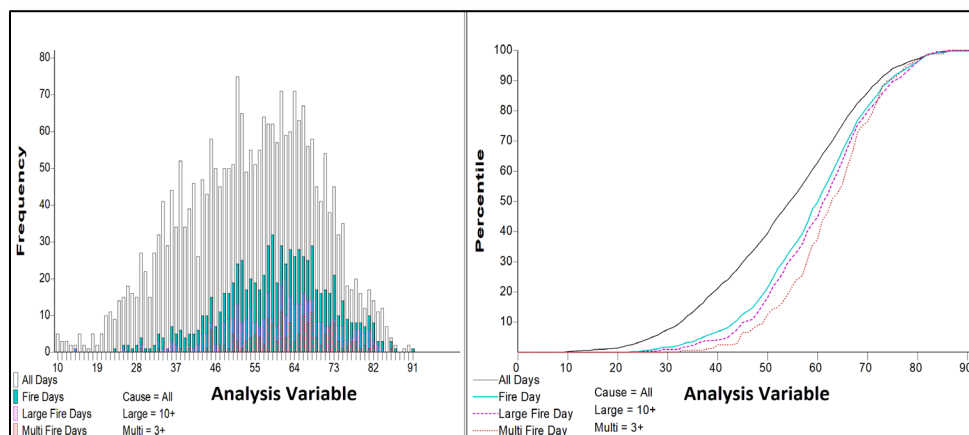 80
70
60
50
40
30
20
10
0
Frequency
10 19 28 37 46 55 64 73 82 91
Analysis Variable
All Days
Fire Days Cause = All
Large Fire Days Large = 10+
Multi Fire Days Multi = 3+
100
90
80
70
60
50
40
30
20
10
Percentile
0 10 20 30 40 50 60 70 80 90
Analysis Variable
All Days
Fire Day Cause = All
Large Fire Day Large = 10+
Multi Fire Day Multi = 3+